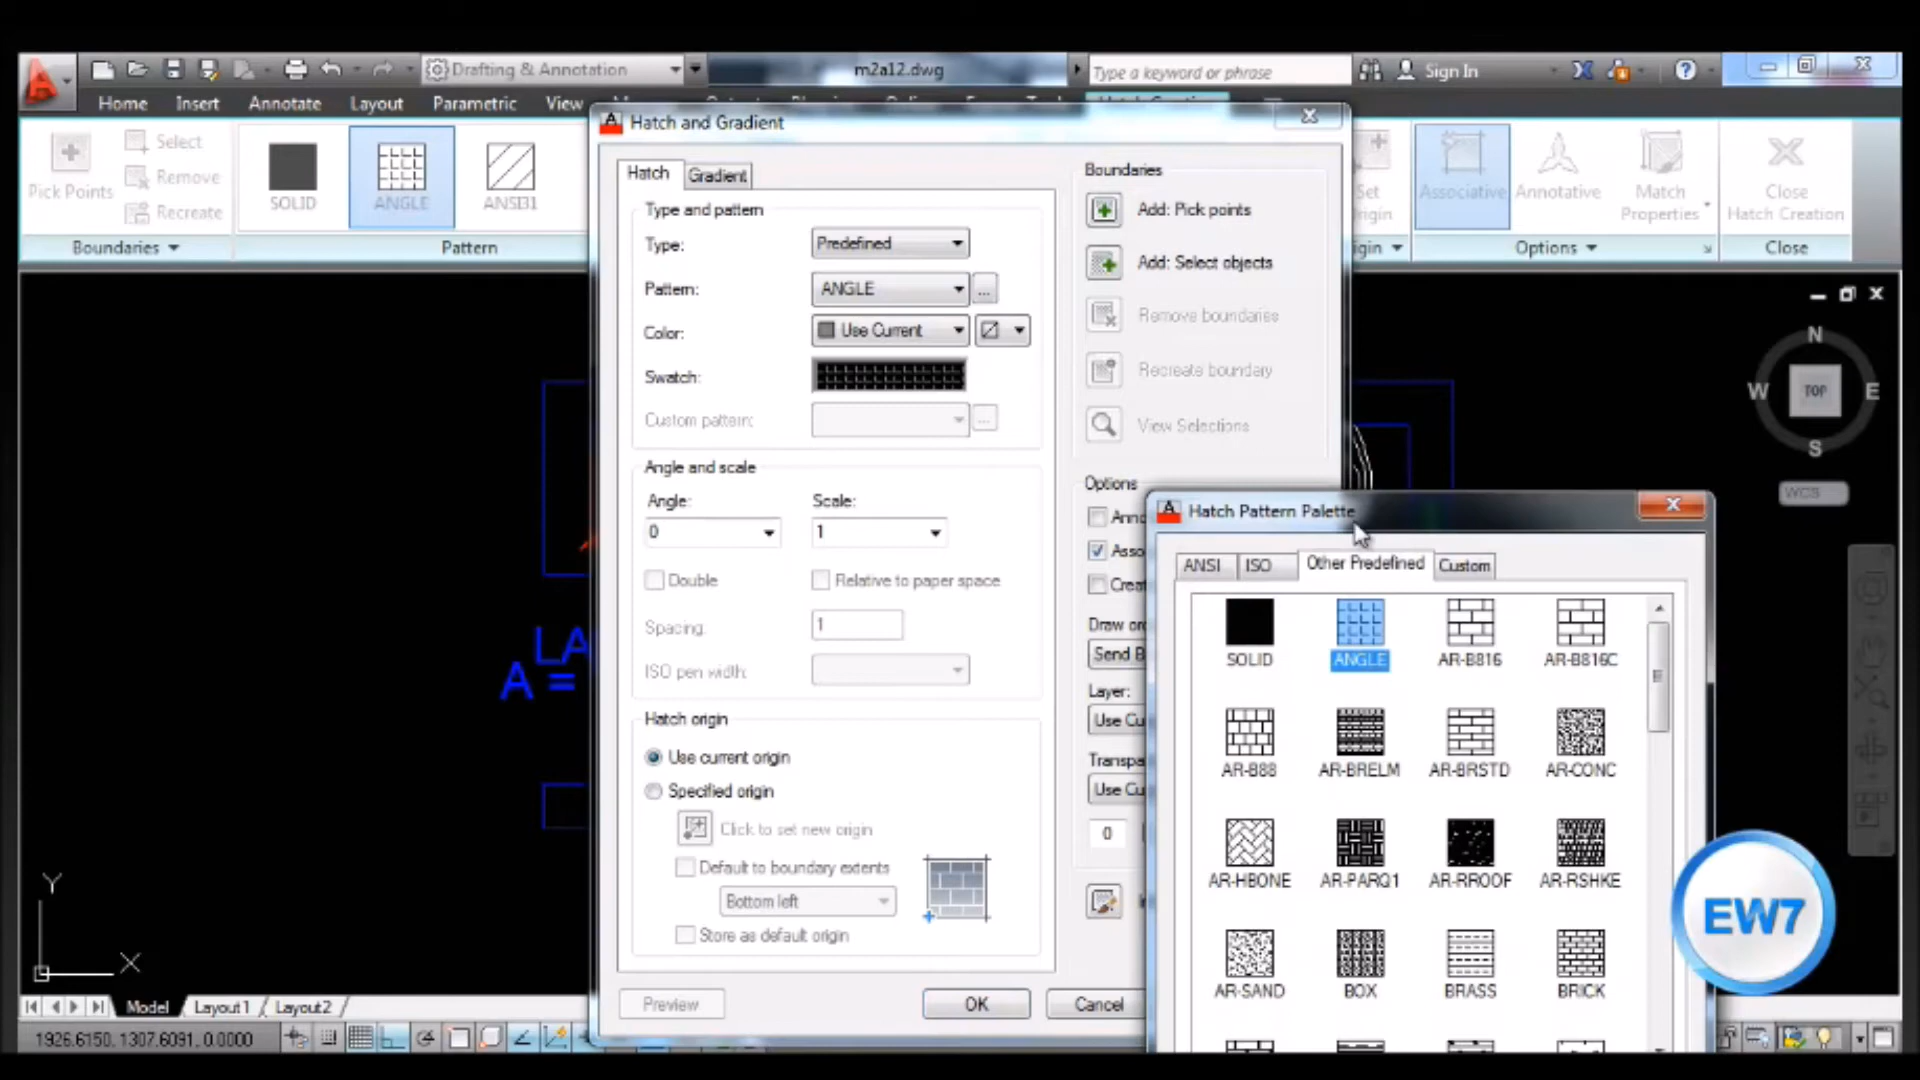 Drafting & Annotation
m2a12.dwg
Type a keyword or phrase
Sign In
Home Insert Annotate Layout Parametric View
Pick Points
Select
Remove
Recreate
SOLID
ANGLE
ANSI31
Set
Associative
Annotative
Match
Properties
Close
Hatch Creation
Boundaries
Pattern
Options
Close
Hatch and Gradient
Hatch
Gradient
Type and pattern
Type:
Predefined
Pattern:
ANGLE
...
Color:
Use Current
Swatch:
Custom pattern:
...
Angle and scale
Angle:
Scale:
0
1
Double
Relative to paper space
Spacing:
1
ISO pen width:
Hatch origin
Use current origin
Specified origin
Click to set new origin
Default to boundary extents
Bottom left
Store as default origin
Preview
OK
Cancel
Boundaries
Add: Pick points
Add: Select objects
Remove boundaries
Recreate boundary
View Selections
Options
Layer:
0
Hatch Pattern Palette
ANSI
ISO
Other Predefined
Custom
SOLID
ANGLE
AR-B816
AR-B816C
AR-B88
AR-BRELM
AR-BRSTD
AR-CONC
AR-HBONE
AR-PARQ1
AR-RROOF
AR-RSHKE
AR-SAND
BOX
BRASS
BRICK
N
W
TOP
E
S
WCS
LA
A =
Y
X
EW7
Model
Layout1
Layout2
1926.6150, 1307.6091, 0.0000